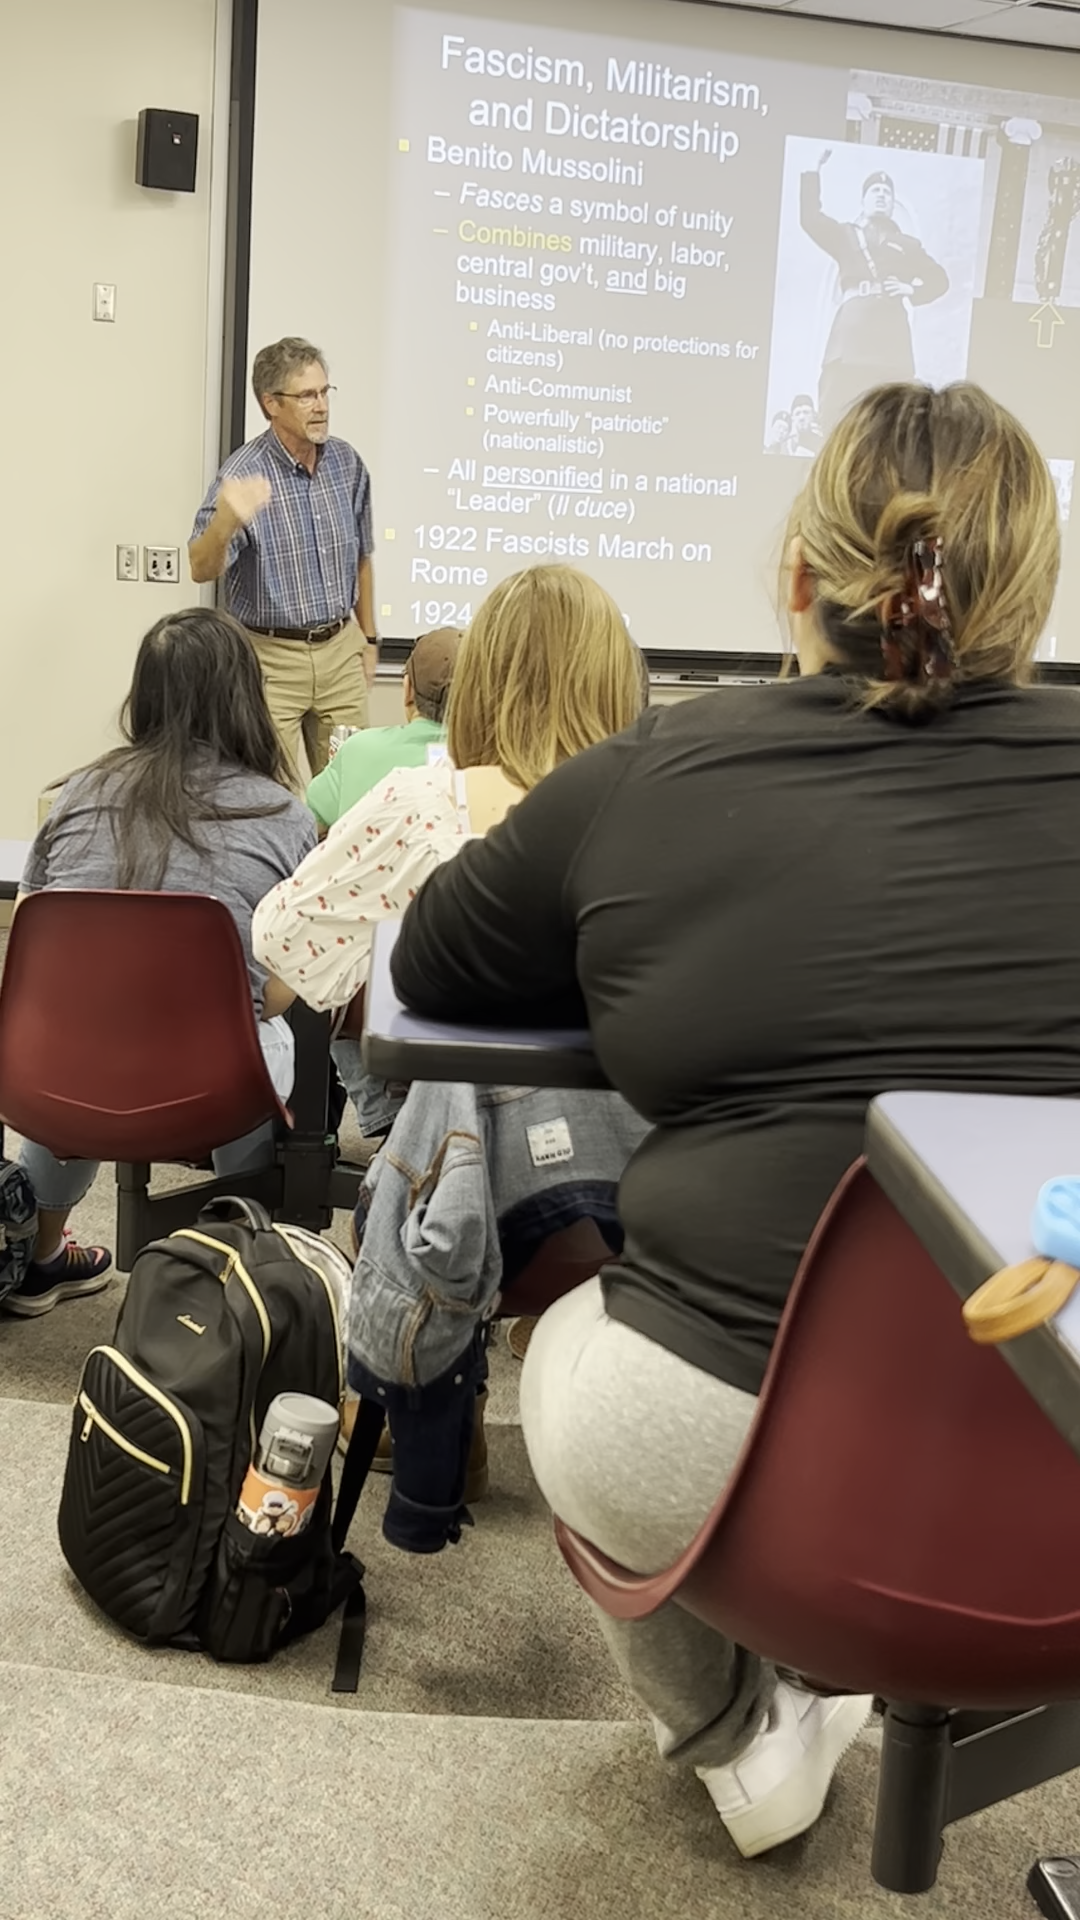 Fascism, Militarism,
and Dictatorship
Benito Mussolini
– Fasces a symbol of unity
– Combines military, labor,
central gov't, and big
business
Anti-Liberal (no protections for
citizens)
Anti-Communist
Powerfully “patriotic”
(nationalistic)
– All personified in a national
“Leader” (Il duce)
1922 Fascists March on
Rome
1924